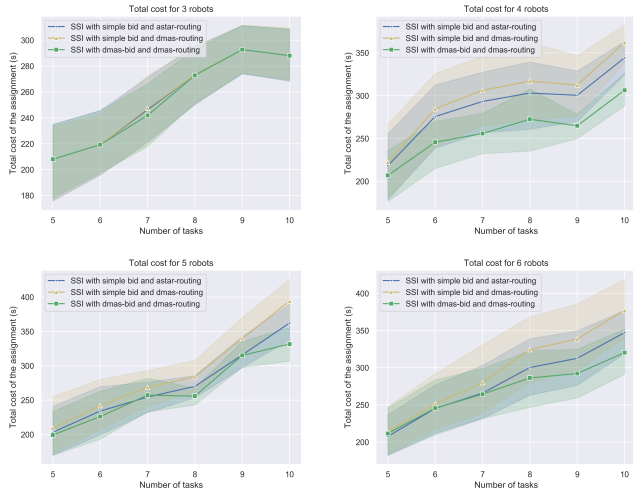 Total cost for 3 robots
SSI with simple bid and astar-routing
SSI with simple bid and dmas-routing
SSI with dmas-bid and dmas-routing
Total cost of the assignment (s)
300
280
260
240
220
200
180
5 6 7 8 9 10
Number of tasks
Total cost for 4 robots
SSI with simple bid and astar-routing
SSI with simple bid and dmas-routing
SSI with dmas-bid and dmas-routing
Total cost of the assignment (s)
350
300
250
200
5 6 7 8 9 10
Number of tasks
Total cost for 5 robots
SSI with simple bid and astar-routing
SSI with simple bid and dmas-routing
SSI with dmas-bid and dmas-routing
Total cost of the assignment (s)
400
350
300
250
200
5 6 7 8 9 10
Number of tasks
Total cost for 6 robots
SSI with simple bid and astar-routing
SSI with simple bid and dmas-routing
SSI with dmas-bid and dmas-routing
Total cost of the assignment (s)
400
350
300
250
200
5 6 7 8 9 10
Number of tasks